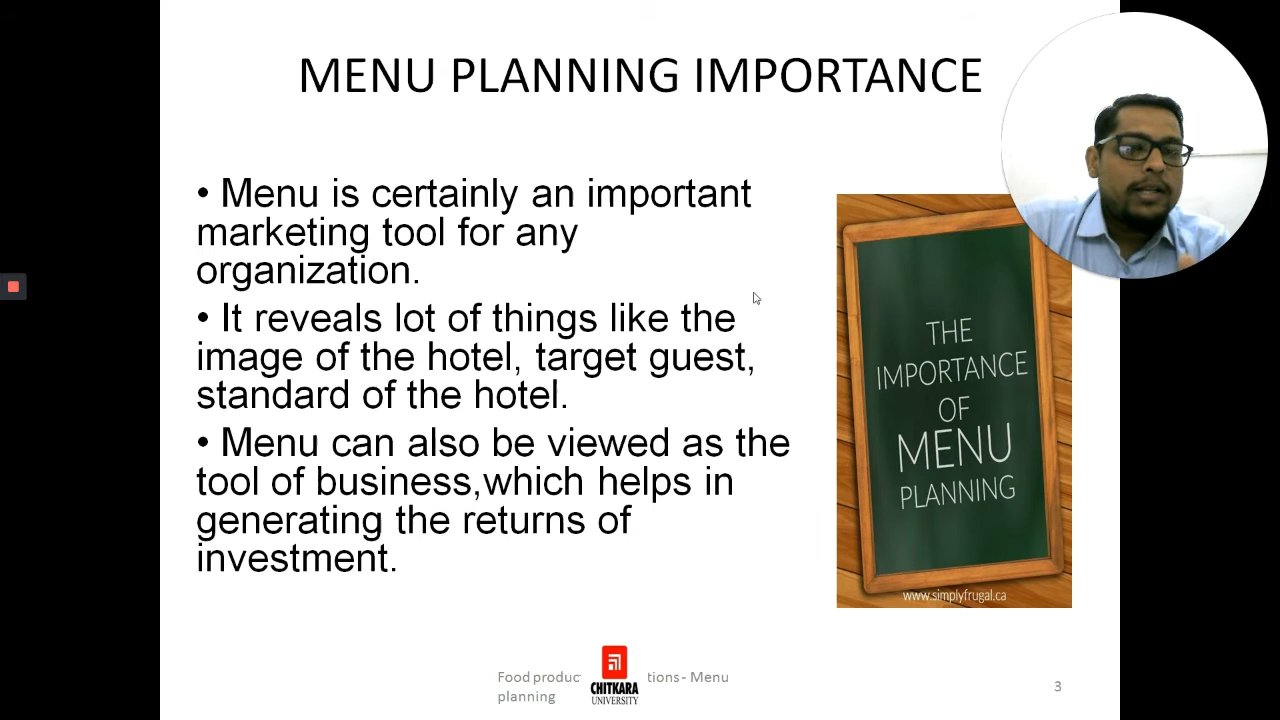 MENU PLANNING IMPORTANCE
• Menu is certainly an important
marketing tool for any
organization.
• It reveals lot of things like the
image of the hotel, target guest,
standard of the hotel.
• Menu can also be viewed as the
tool of business,which helps in
generating the returns of
investment.
THE
IMPORTANCE
OF
MENU
PLANNING
www.simplyfrugal.ca
Food - Menu
planning
CHITKARA
UNIVERSITY
3